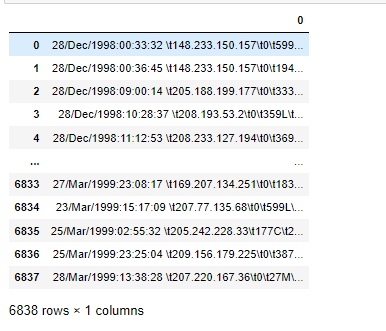 0
0 28/Dec/1998:00:33:32 \t148.233.150.157\t0\t599...
1 28/Dec/1998:00:36:45 \t148.233.150.157\t0\t194...
2 28/Dec/1998:09:00:14 \t205.188.199.177\t0\t333...
3 28/Dec/1998:10:28:37 \t208.193.53.2\t0\t359L\t...
4 28/Dec/1998:11:12:53 \t208.233.127.194\t0\t369...
... ...
6833 27/Mar/1999:23:08:17 \t169.207.134.251\t0\t183...
6834 23/Mar/1999:15:17:09 \t207.77.135.68\t0\t599L\...
6835 25/Mar/1999:02:55:32 \t205.242.228.33\t177C\t2...
6836 25/Mar/1999:23:25:04 \t209.156.179.225\t0\t387...
6837 28/Mar/1999:13:38:28 \t207.220.167.36\t0\t27M\...
6838 rows × 1 columns